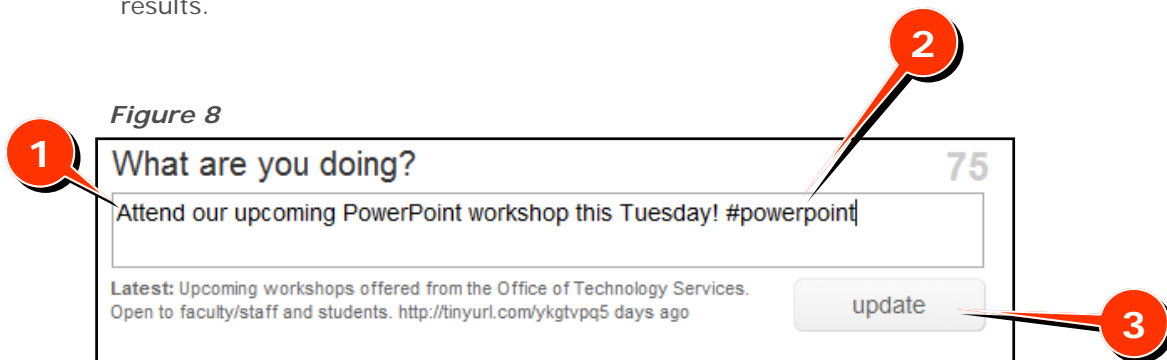 results.
2
Figure 8
1
What are you doing?
75
Attend our upcoming PowerPoint workshop this Tuesday! #powerpoint
Latest: Upcoming workshops offered from the Office of Technology Services.
Open to faculty/staff and students. http://tinyurl.com/ykgtvpq5 days ago
update
3